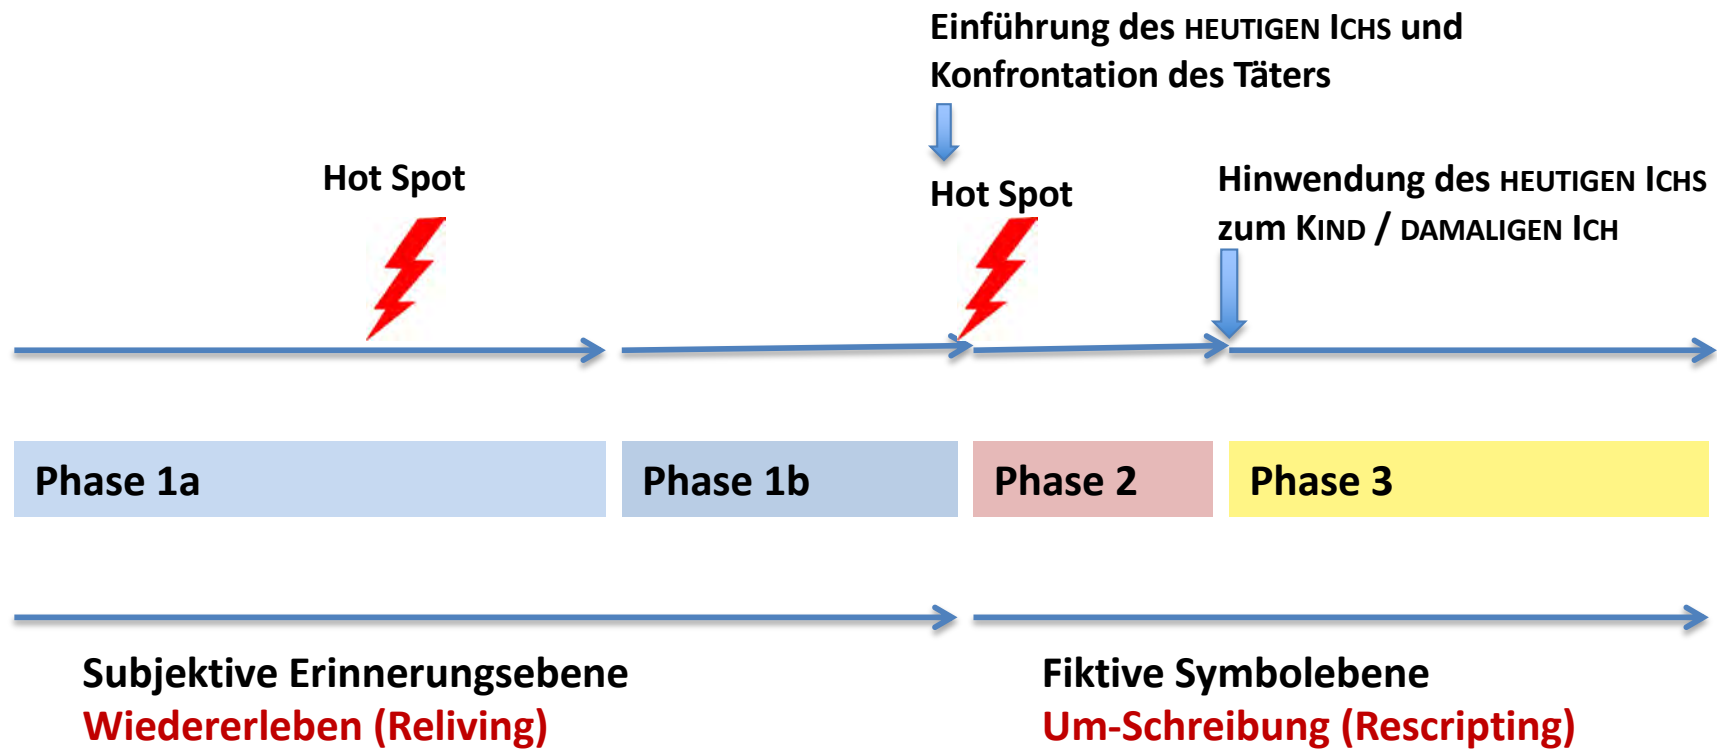 Einführung des HEUTIGEN ICHS und
Konfrontation des Täters
Hot Spot
Hot Spot
Hinwendung des HEUTIGEN ICHS
zum KIND / DAMALIGEN ICH
Phase 1a
Phase 1b
Phase 2
Phase 3
Subjektive Erinnerungsebene
Wiedererleben (Reliving)
Fiktive Symbolebene
Um-Schreibung (Rescripting)